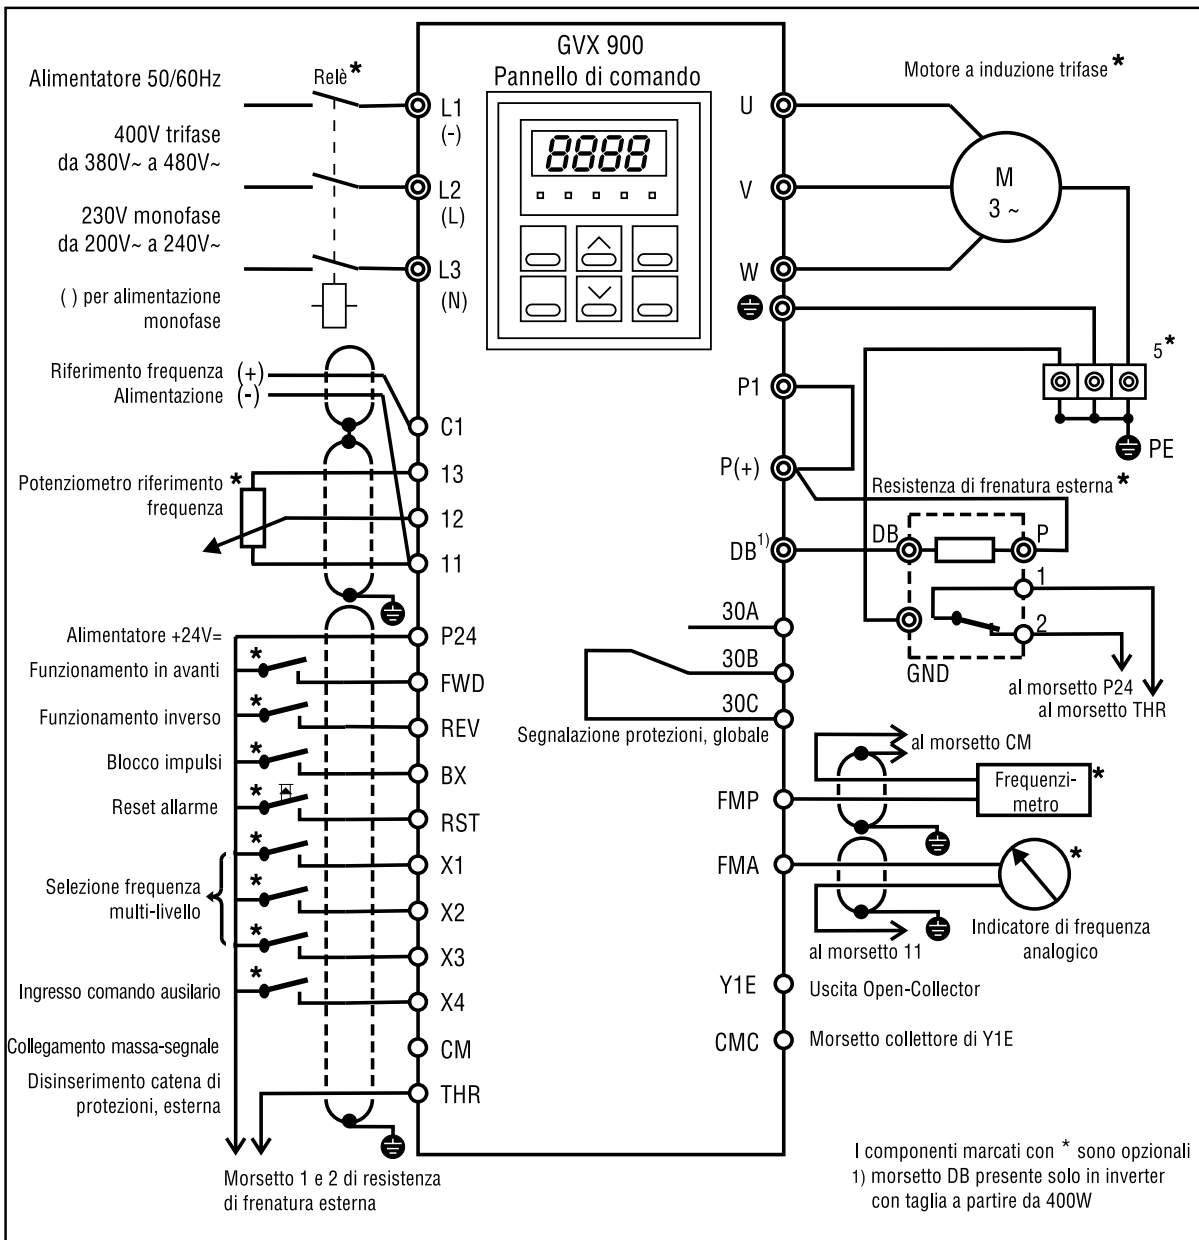 GVX 900
Pannello di comando
8888
Alimentatore 50/60Hz
Relè *
400V trifase
da 380V~ a 480V~
230V monofase
da 200V~ a 240V~
( ) per alimentazione
monofase
L1
(-)
L2
(L)
L3
(N)
Riferimento frequenza (+)
Alimentazione (-)
C1
Potenziometro riferimento *
frequenza
13
12
11
Alimentatore +24V=
P24
Funzionamento in avanti
*
FWD
Funzionamento inverso
*
REV
Blocco impulsi
*
BX
Reset allarme
*
RST
Selezione frequenza
multi-livello
*
X1
*
X2
*
X3
Ingresso comando ausilario
*
X4
Collegamento massa-segnale
CM
Disinserimento catena di
protezioni, esterna
THR
Morsetto 1 e 2 di resistenza
di frenatura esterna
Motore a induzione trifase *
U
V
W
M
3 ~
5*
PE
P1
P(+)
Resistenza di frenatura esterna *
DB 1)
DB
P
1
2
GND
al morsetto P24
al morsetto THR
30A
30B
30C
Segnalazione protezioni, globale
al morsetto CM
FMP
Frequenzi-
metro
*
FMA
*
al morsetto 11
Indicatore di frequenza
analogico
Y1E
Uscita Open-Collector
CMC
Morsetto collettore di Y1E
I componenti marcati con * sono opzionali
1) morsetto DB presente solo in inverter
con taglia a partire da 400W